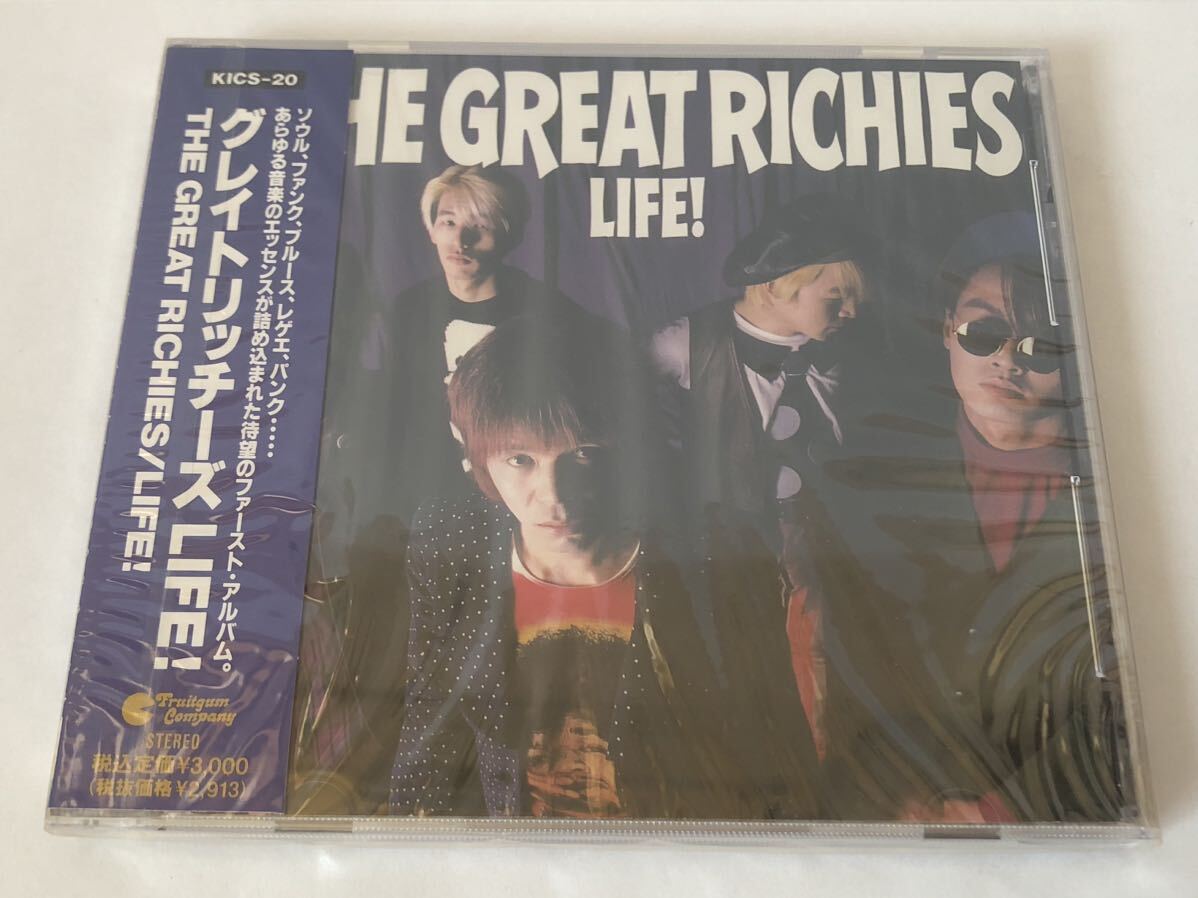 KICS-20
ソウル、ファンク、ブルース、レゲエ、パンク・・・・・
あらゆる音楽のエッセンスが詰め込まれた待望のファースト・アルバム。
グレイトリッチーズ LIFE!
THE GREAT RICHIES/LIFE!
Fruitgum
Company
STEREO
税込定価¥3,000
(税抜価格¥2,913)
HE GREAT RICHIES
LIFE!